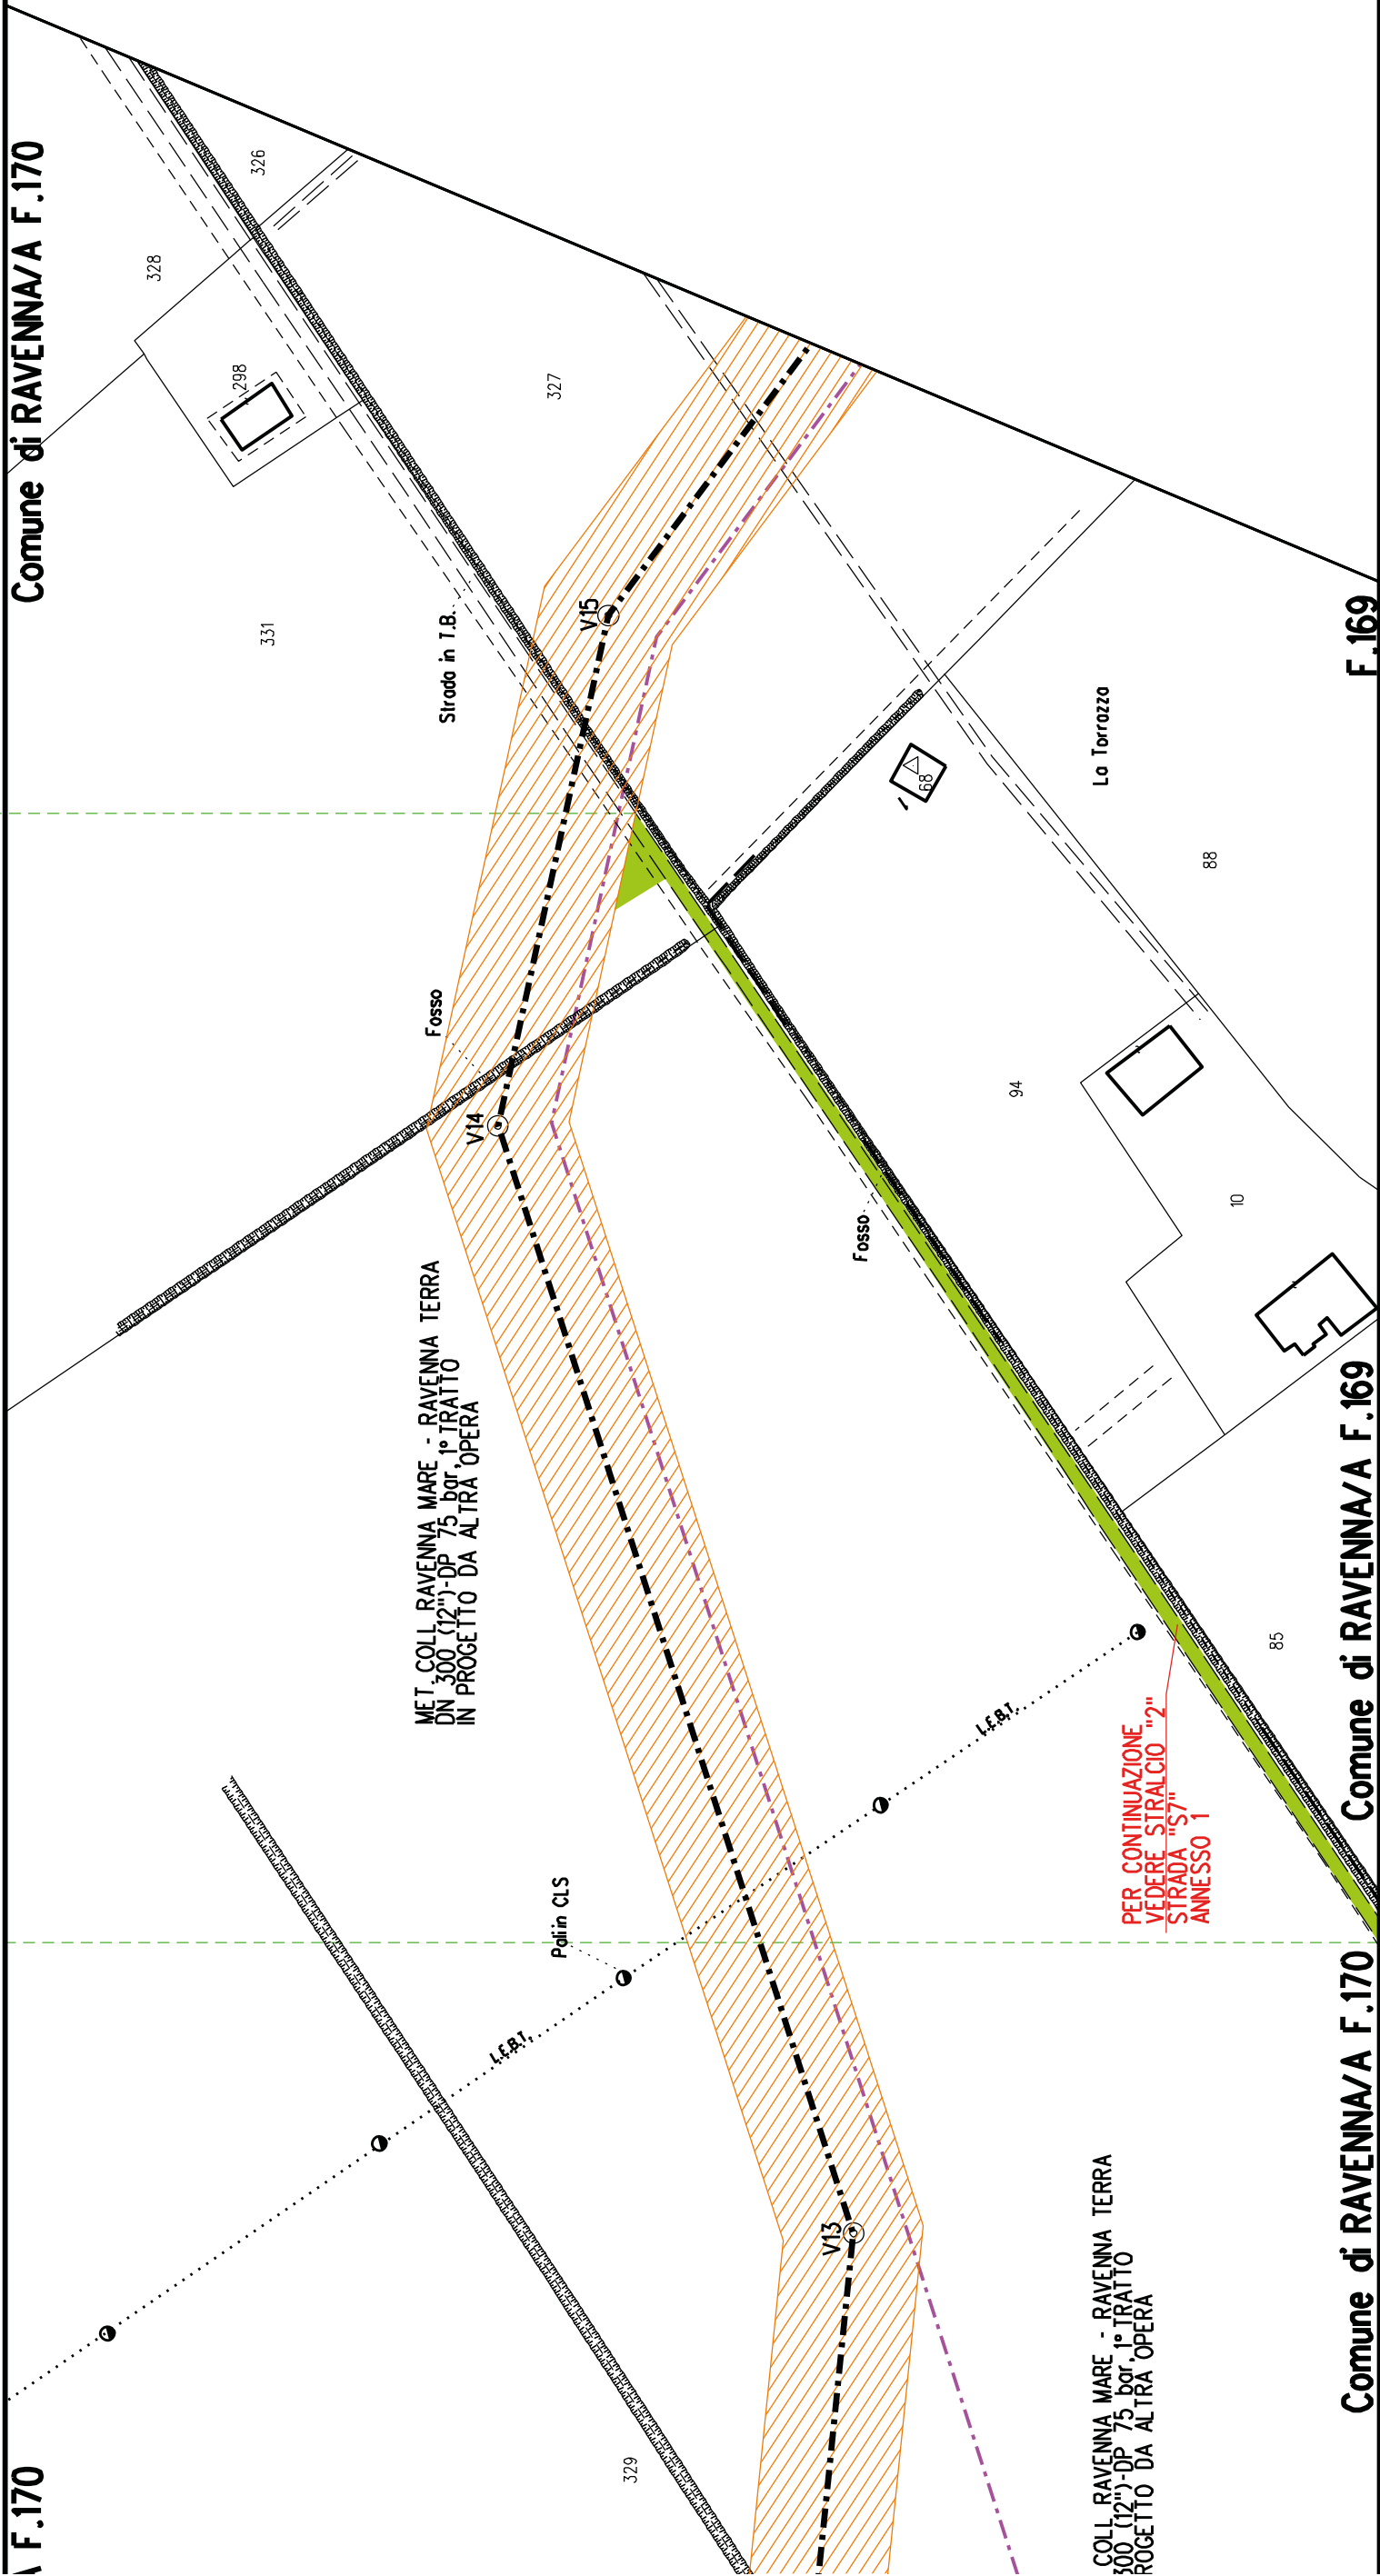 Comune di RAVENNA/A F.170
A F.170
326
328
298
327
331
Strada in T.B.
V15
F.169
La Torrazza
68
88
Fosso
V14
94
10
Fosso
MET. COLL. RAVENNA MARE - RAVENNA TERRA
DN 300 (12")-DP 75 bar, 1° TRATTO
IN PROGETTO DA ALTRA OPERA
Comune di RAVENNA/A F.169
85
L.E.B.T.
PER CONTINUAZIONE
VEDERE STRALCIO "2"
STRADA "S7"
ANNESSO 1
Pali in CLS
L.E.B.T.
Comune di RAVENNA/A F.170
V13
329
COLL. RAVENNA MARE - RAVENNA TERRA
300 (12")-DP 75 bar, 1° TRATTO
ROGETTO DA ALTRA OPERA